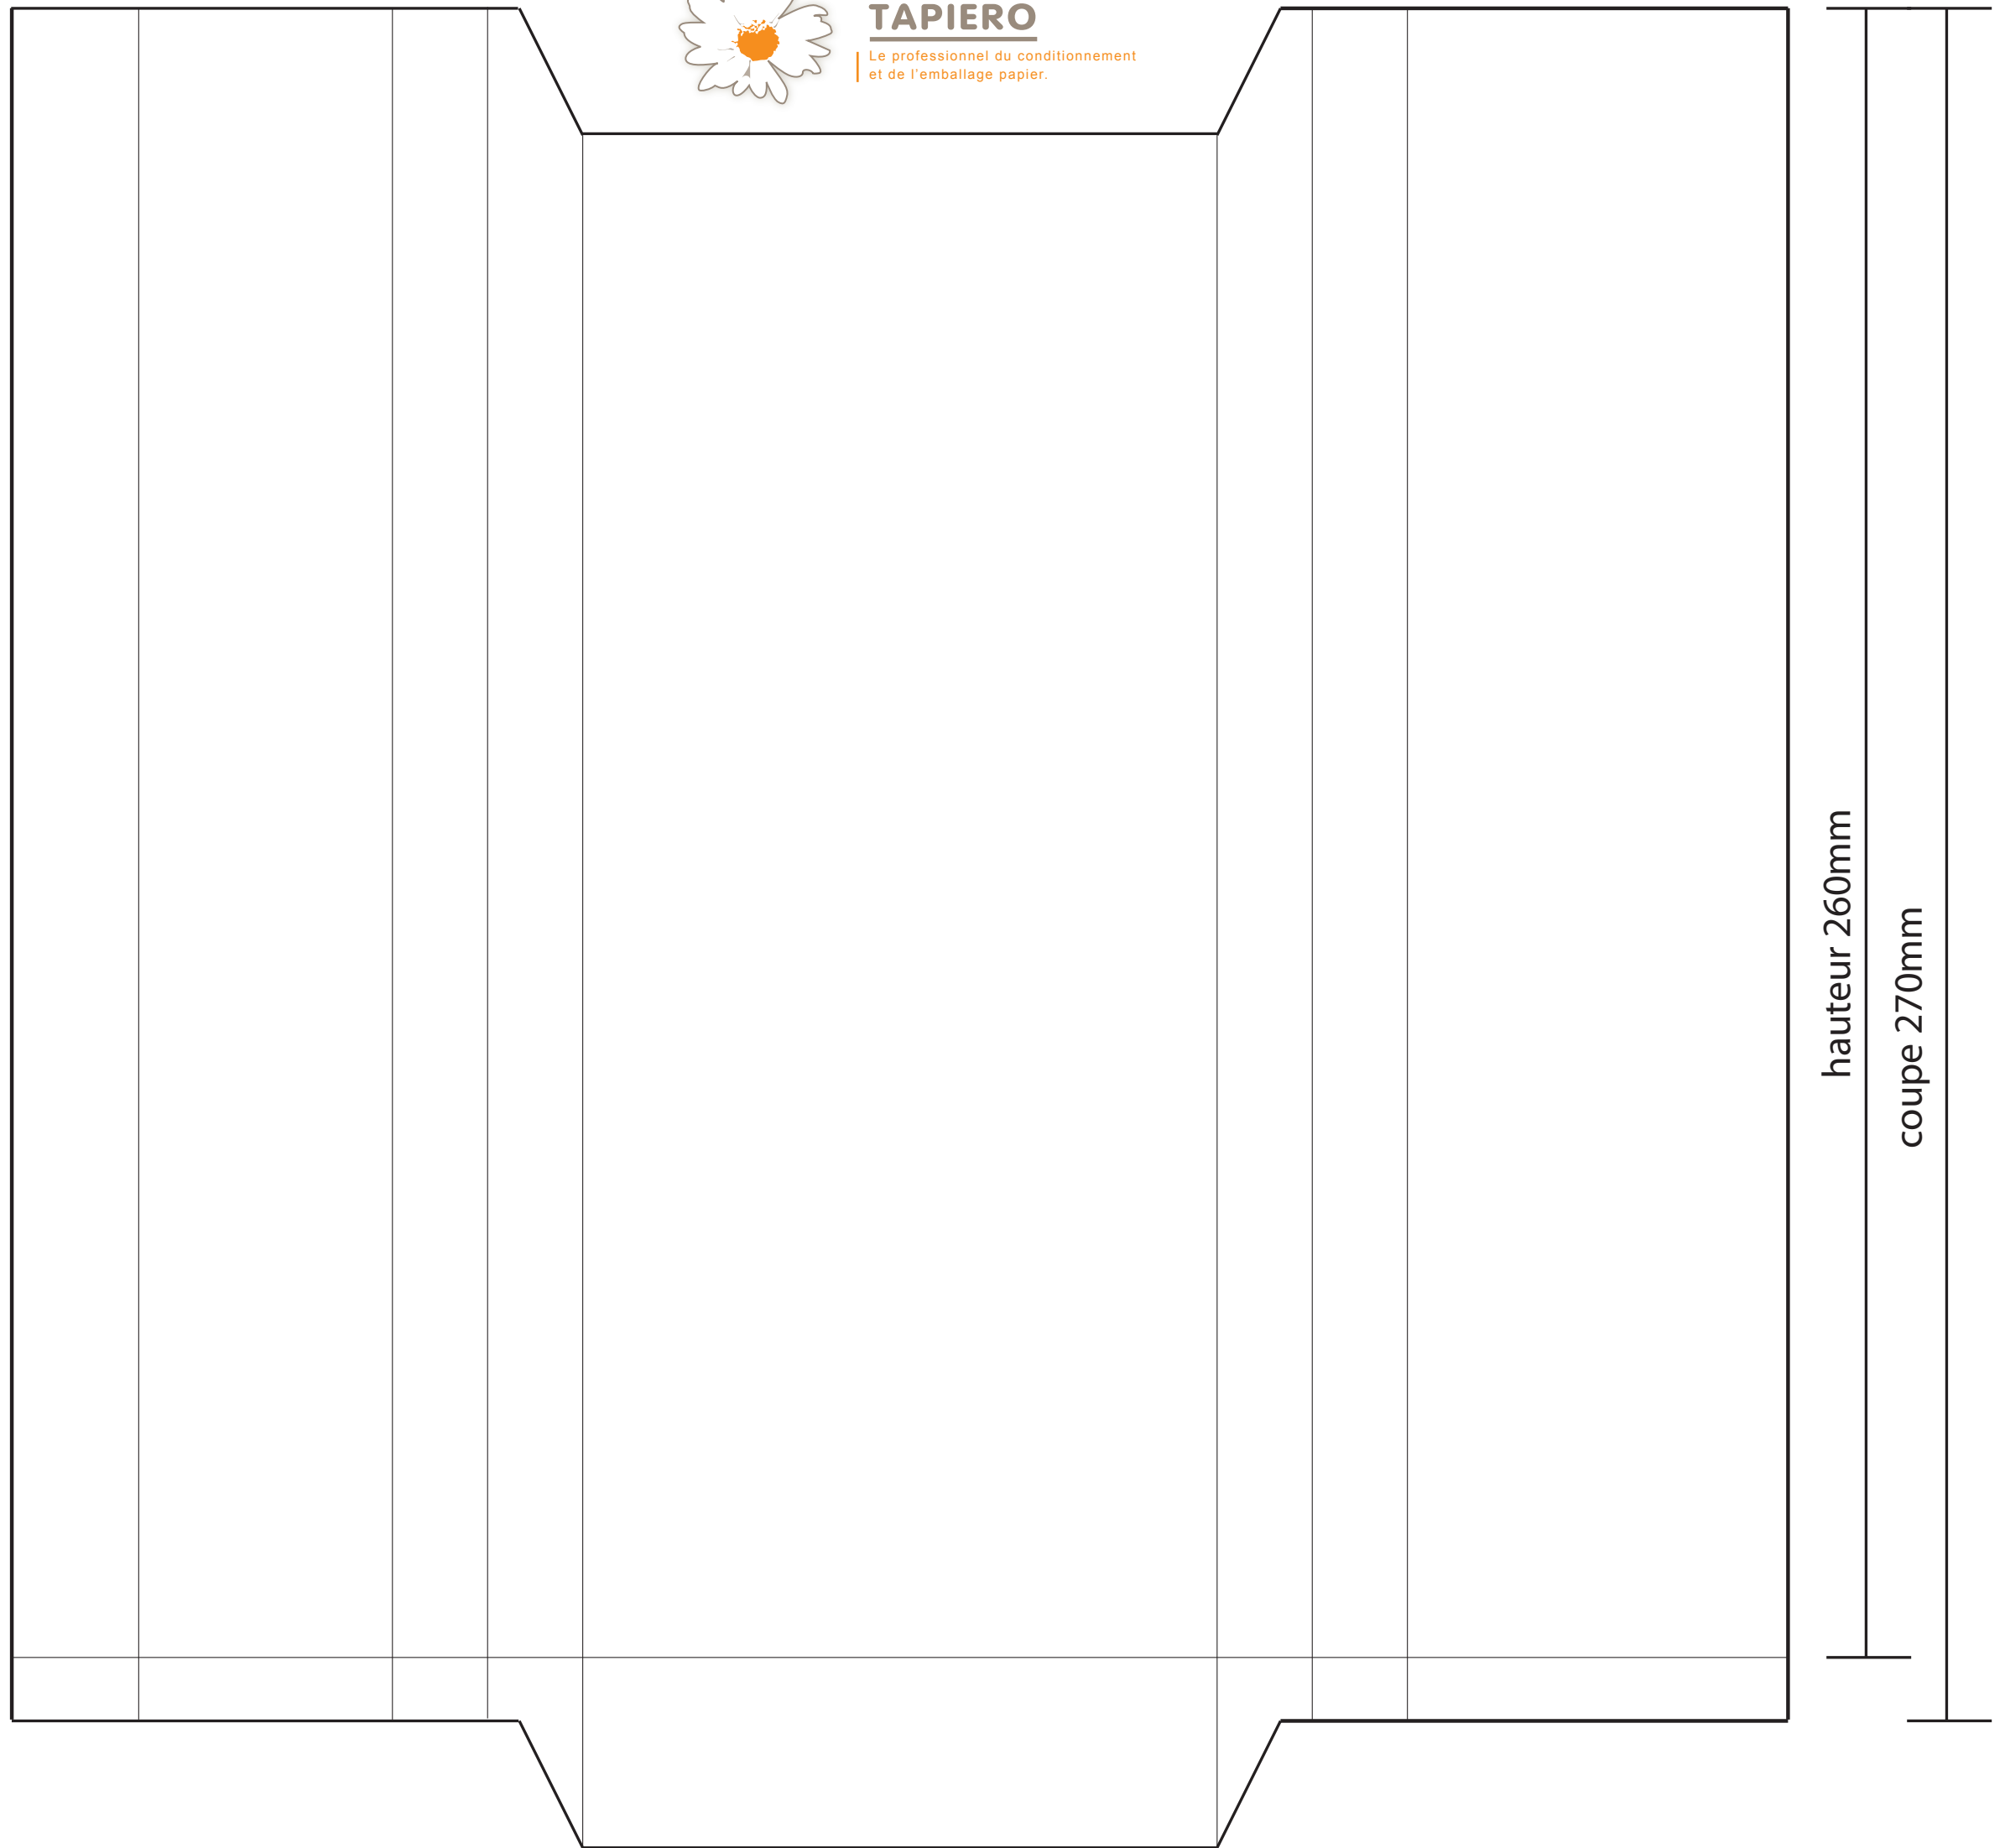 TAPIERO
Le professionnel du conditionnement
et de l'emballage papier.
hauteur 260mm
coupe 270mm